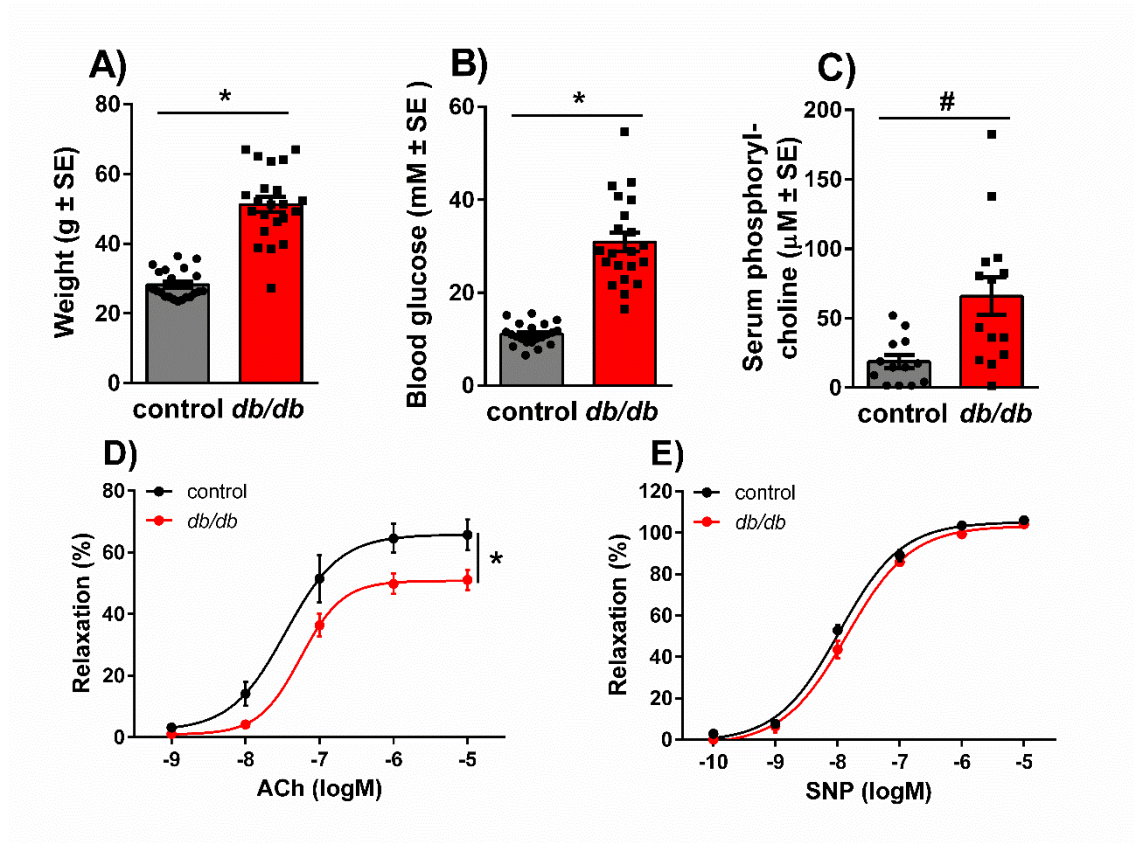 A)
*
Weight (g ± SE)
80
60
40
20
0
control db/db
B)
*
Blood glucose (mM ± SE )
60
40
20
0
control db/db
C)
#
Serum phosphoryl-
choline (μM ± SE)
200
150
100
50
0
control db/db
D)
control
db/db
Relaxation (%)
80
60
40
20
0
*
-9 -8 -7 -6 -5
ACh (logM)
E)
control
db/db
Relaxation (%)
120
100
80
60
40
20
0
-10 -9 -8 -7 -6 -5
SNP (logM)